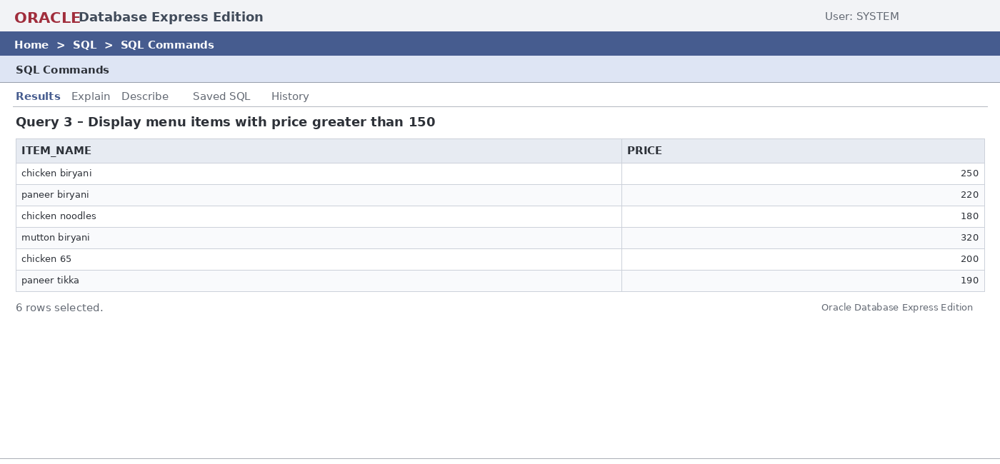 ORACLE Database Express Edition User: SYSTEM
Home > SQL > SQL Commands
SQL Commands
Results Explain Describe Saved SQL History
Query 3 – Display menu items with price greater than 150
ITEM_NAME PRICE
chicken biryani 250
paneer biryani 220
chicken noodles 180
mutton biryani 320
chicken 65 200
paneer tikka 190
6 rows selected. Oracle Database Express Edition